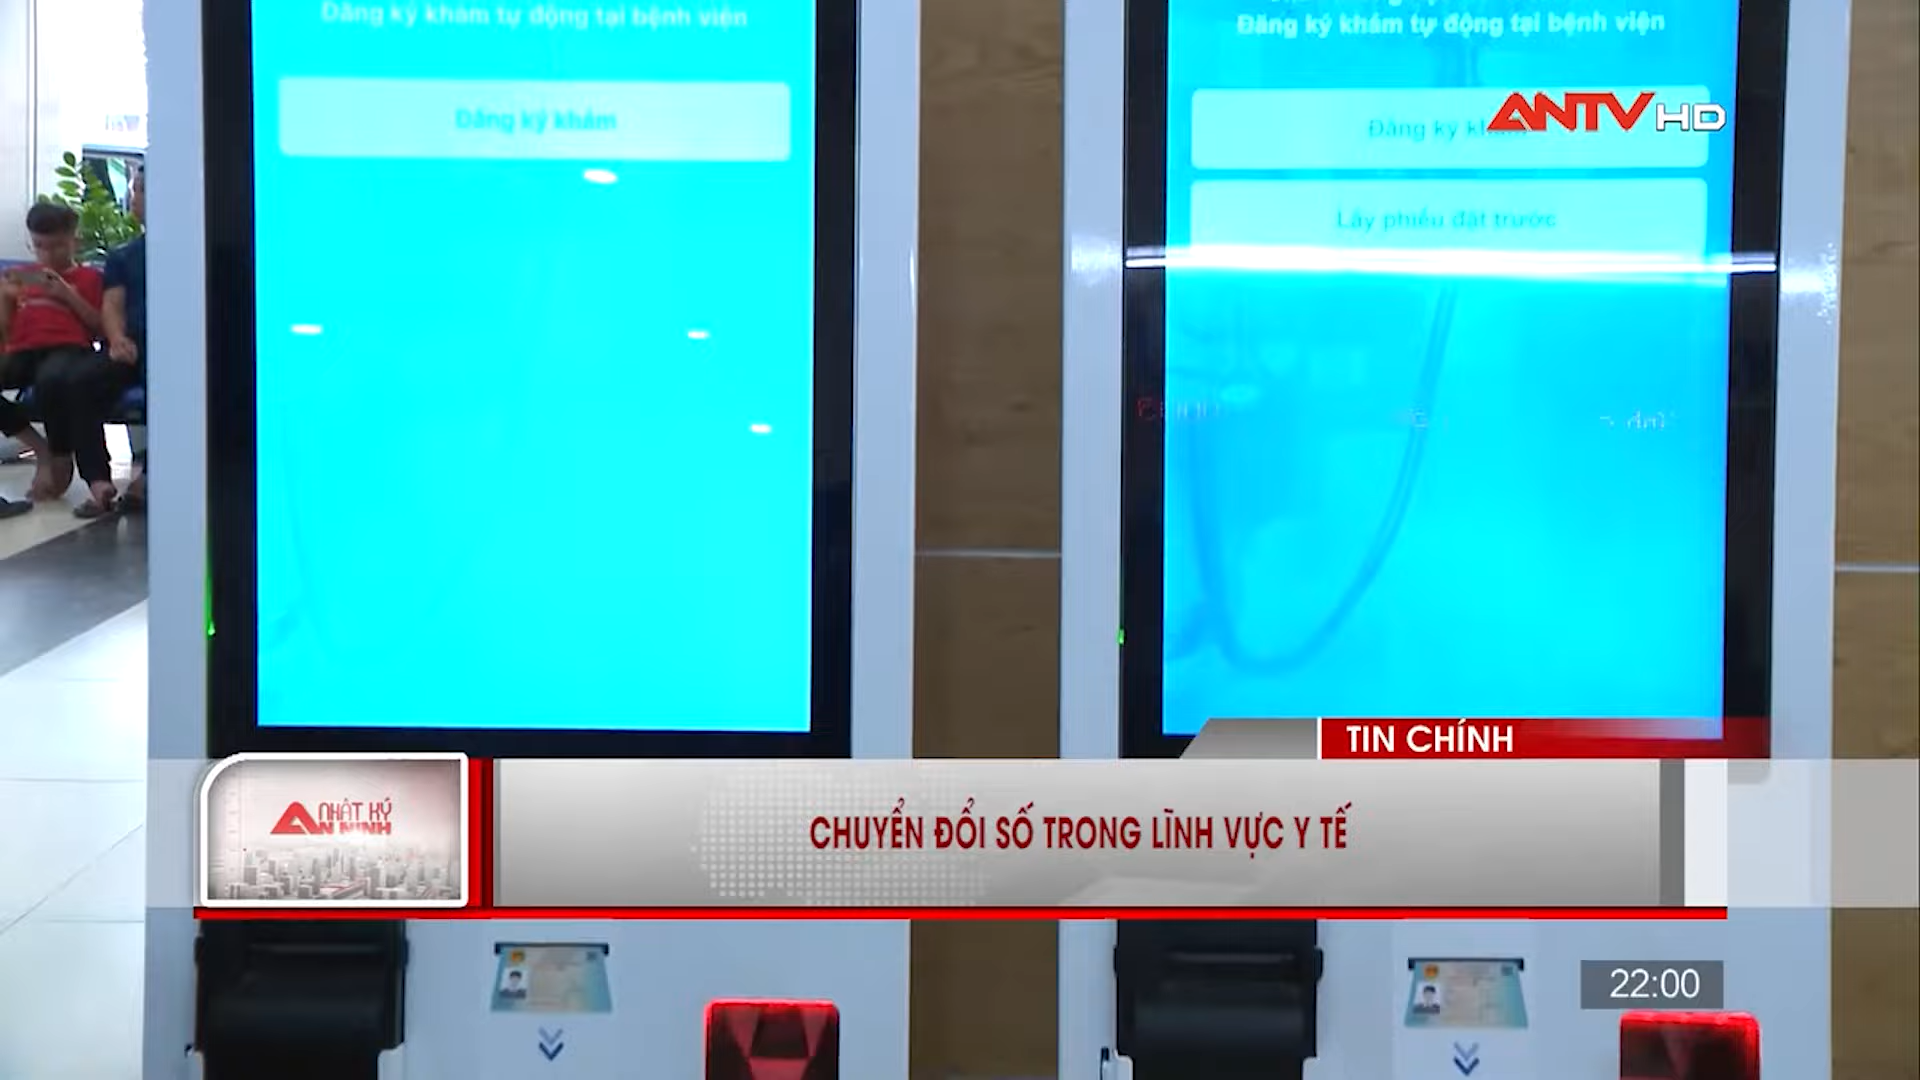 Đăng ký khám tự động tại bệnh viện
Đăng ký khám
Đăng ký khám tự động tại bệnh viện
Đăng ký
ANTV HD
Lấy phiếu đặt trước
TIN CHÍNH
NHẬT KÝ
AN NINH
CHUYỂN ĐỔI SỐ TRONG LĨNH VỰC Y TẾ
22:00